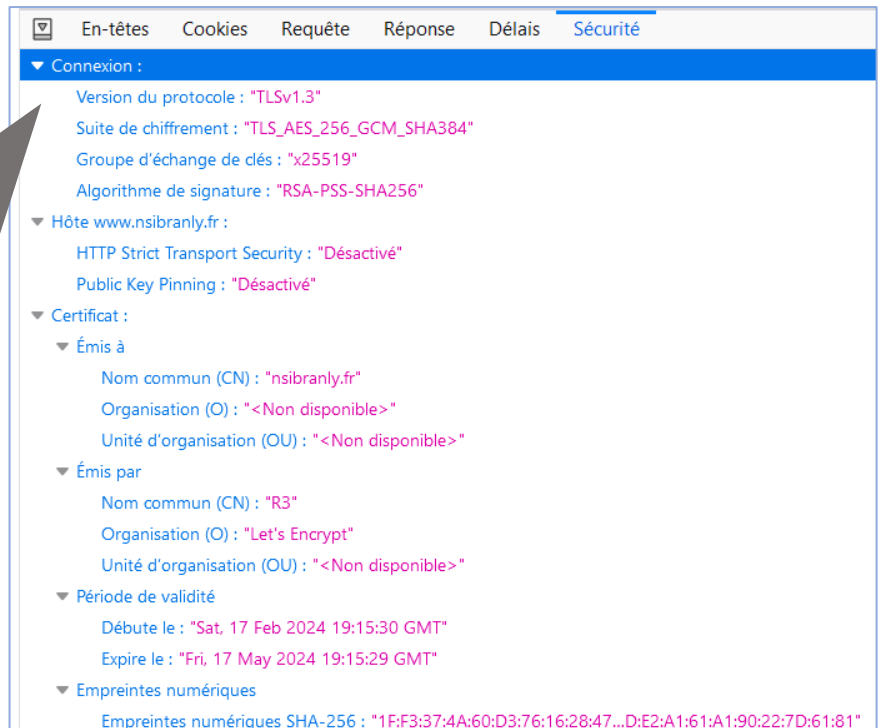 En-têtes Cookies Requête Réponse Délais Sécurité
Connexion :
Version du protocole : "TLSv1.3"
Suite de chiffrement : "TLS_AES_256_GCM_SHA384"
Groupe d'échange de clés : "x25519"
Algorithme de signature : "RSA-PSS-SHA256"
Hôte www.nsibranly.fr :
HTTP Strict Transport Security : "Désactivé"
Public Key Pinning : "Désactivé"
Certificat :
Émis à
Nom commun (CN) : "nsibranly.fr"
Organisation (O) : "<Non disponible>"
Unité d'organisation (OU) : "<Non disponible>"
Émis par
Nom commun (CN) : "R3"
Organisation (O) : "Let's Encrypt"
Unité d'organisation (OU) : "<Non disponible>"
Période de validité
Débute le : "Sat, 17 Feb 2024 19:15:30 GMT"
Expire le : "Fri, 17 May 2024 19:15:29 GMT"
Empreintes numériques
Empreintes numériques SHA-256 : "1F:F3:37:4A:60:D3:76:16:28:47...D:E2:A1:61:A1:90:22:7D:61:81"